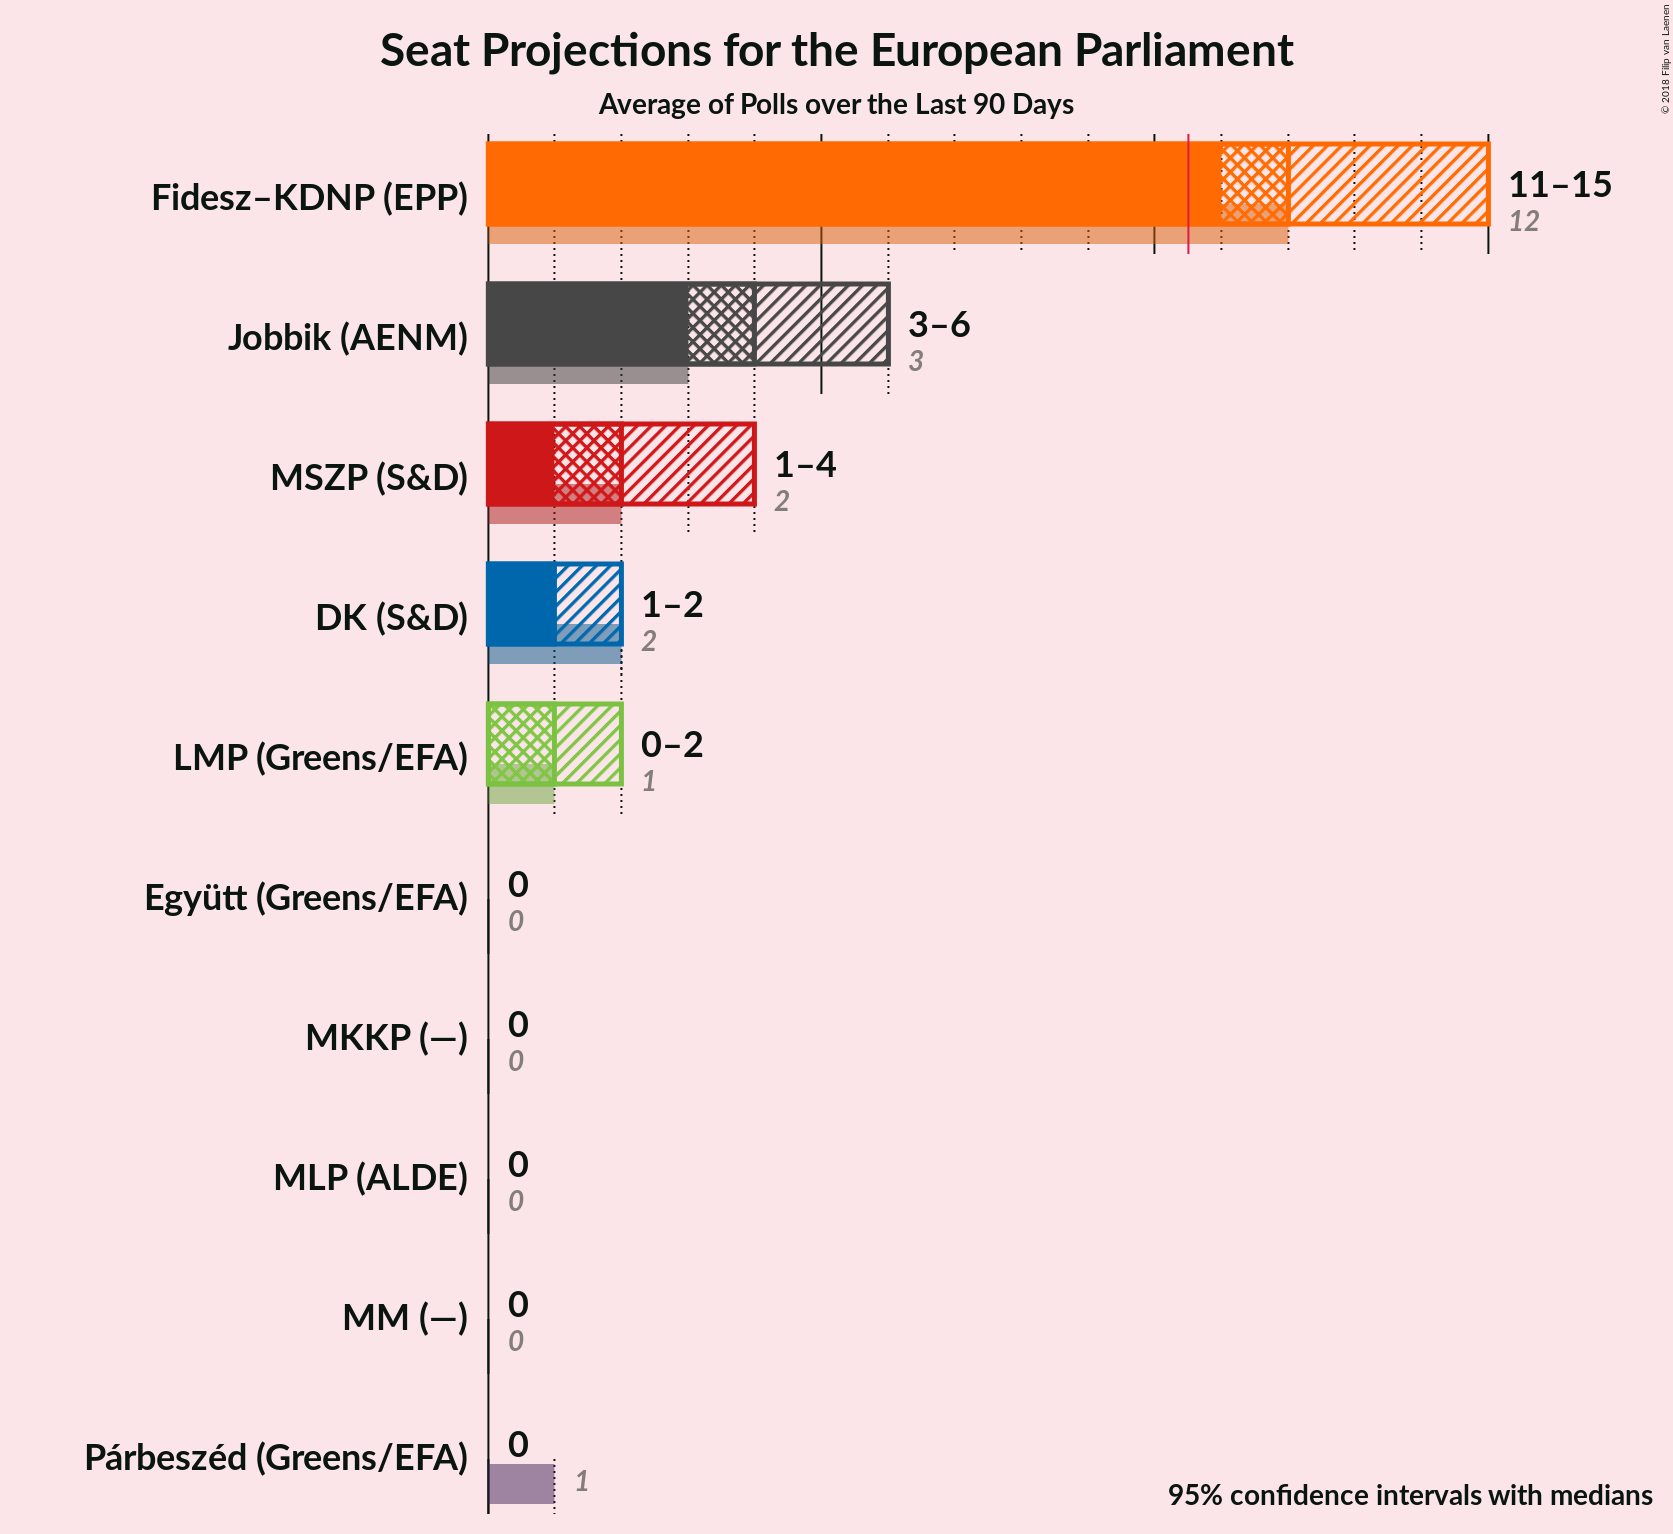 Seat Projections for the European Parliament
Average of Polls over the Last 90 Days
© 2018 Filip van Laenen
Fidesz–KDNP (EPP)
11–15
12
Jobbik (AENM)
3–6
3
MSZP (S&D)
1–4
2
DK (S&D)
1–2
2
LMP (Greens/EFA)
0–2
1
Együtt (Greens/EFA)
0
0
MKKP (—)
0
0
MLP (ALDE)
0
0
MM (—)
0
0
Párbeszéd (Greens/EFA)
0
1
95% confidence intervals with medians